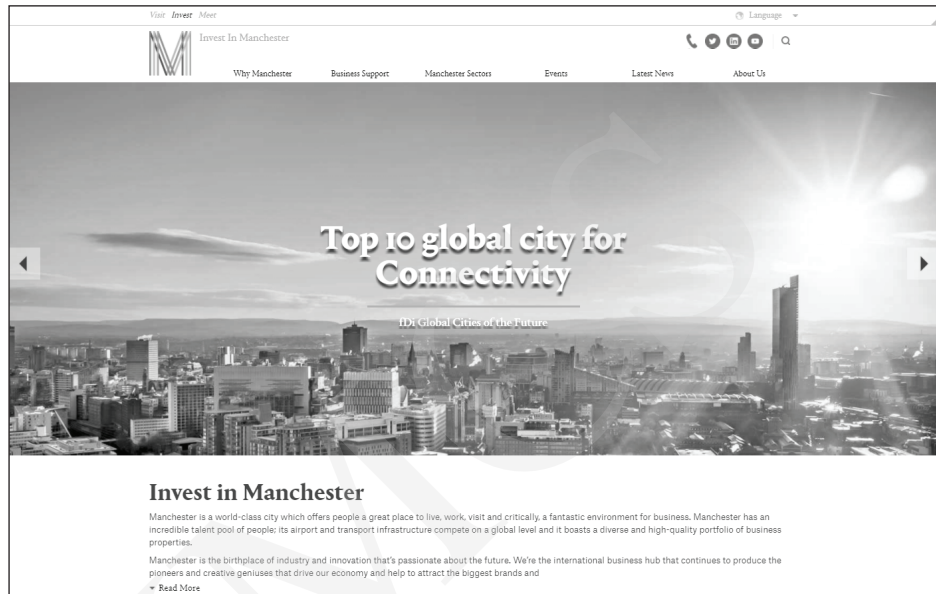 Visit Invest Meet
Language
Invest In Manchester
Why Manchester Business Support Manchester Sectors Events Latest News About Us
Top 10 global city for
Connectivity
fDi Global Cities of the Future
Invest in Manchester
Manchester is a world-class city which offers people a great place to live, work, visit and critically, a fantastic environment for business. Manchester has an
incredible talent pool of people; its airport and transport infrastructure compete on a global level and it boasts a diverse and high-quality portfolio of business
properties.
Manchester is the birthplace of industry and innovation that's passionate about the future. We're the international business hub that continues to produce the
pioneers and creative geniuses that drive our economy and help to attract the biggest brands and
Read More